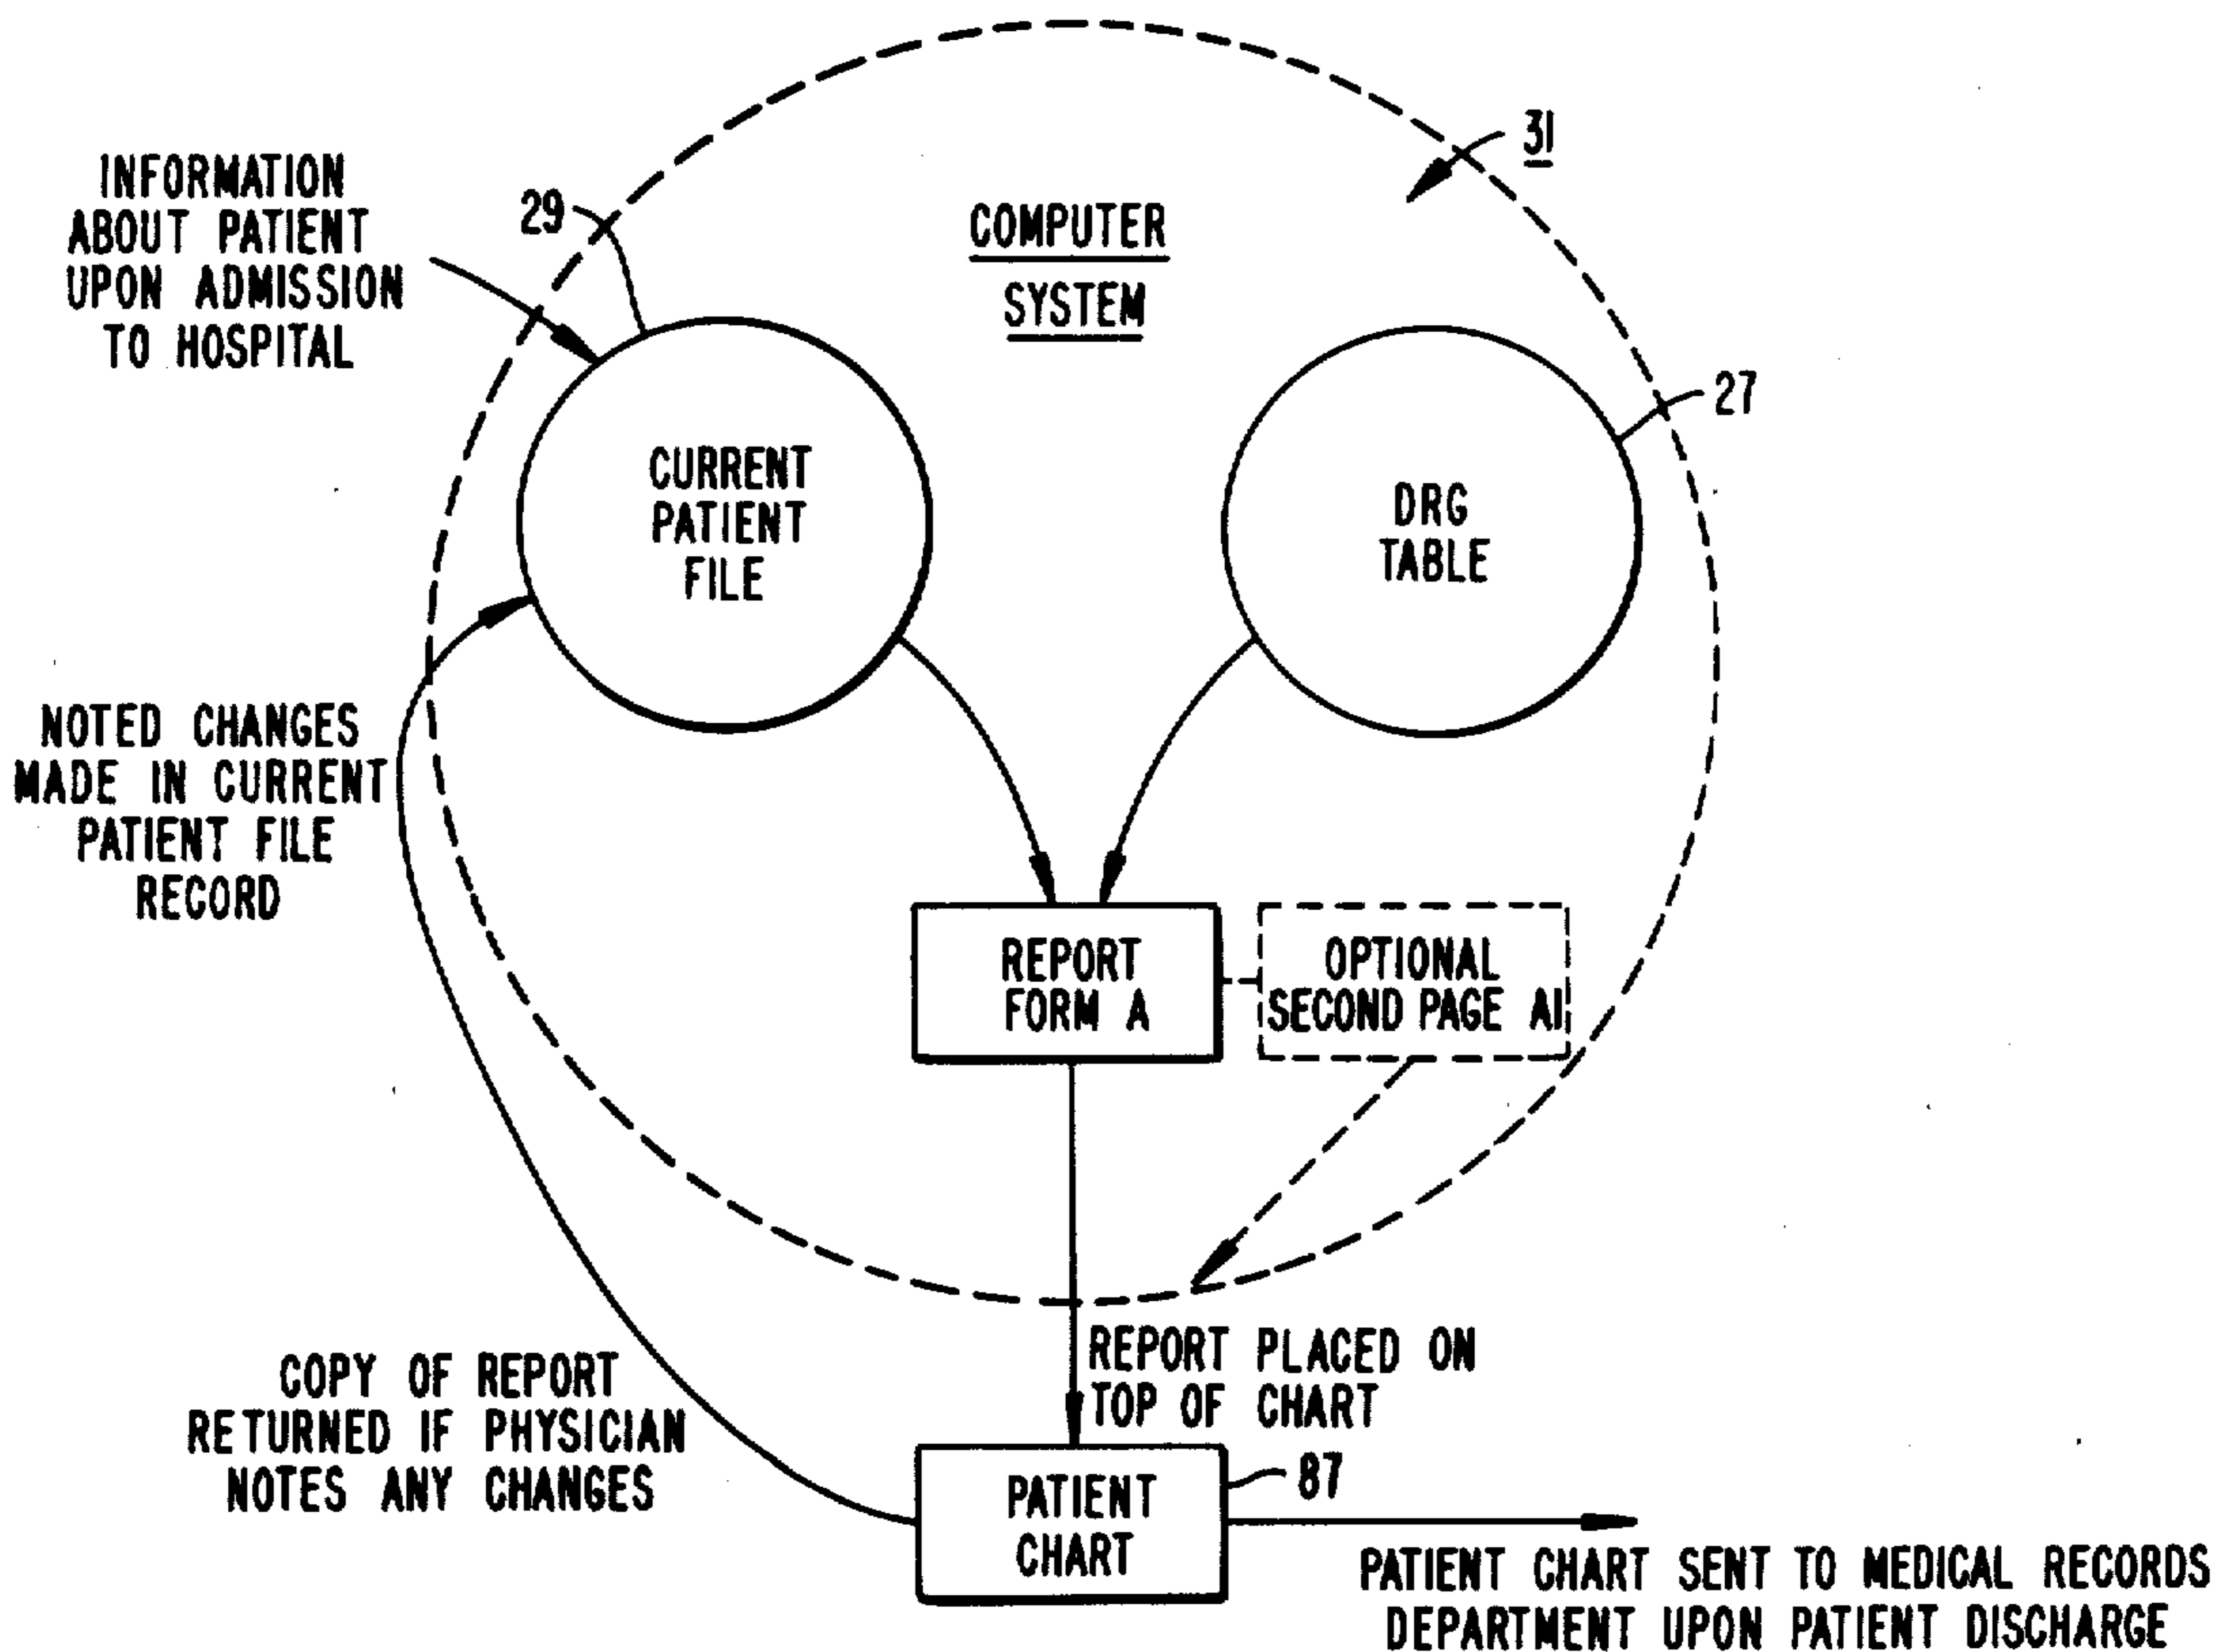 31
INFORMATION
ABOUT PATIENT
UPON ADMISSION
TO HOSPITAL
29
COMPUTER
SYSTEM
27
CURRENT
PATIENT
FILE
DRG
TABLE
NOTED CHANGES
MADE IN CURRENT
PATIENT FILE
RECORD
REPORT
FORM A
OPTIONAL
SECOND PAGE A1
REPORT PLACED ON
TOP OF CHART
COPY OF REPORT
RETURNED IF PHYSICIAN
NOTES ANY CHANGES
87
PATIENT
CHART
PATIENT CHART SENT TO MEDICAL RECORDS
DEPARTMENT UPON PATIENT DISCHARGE